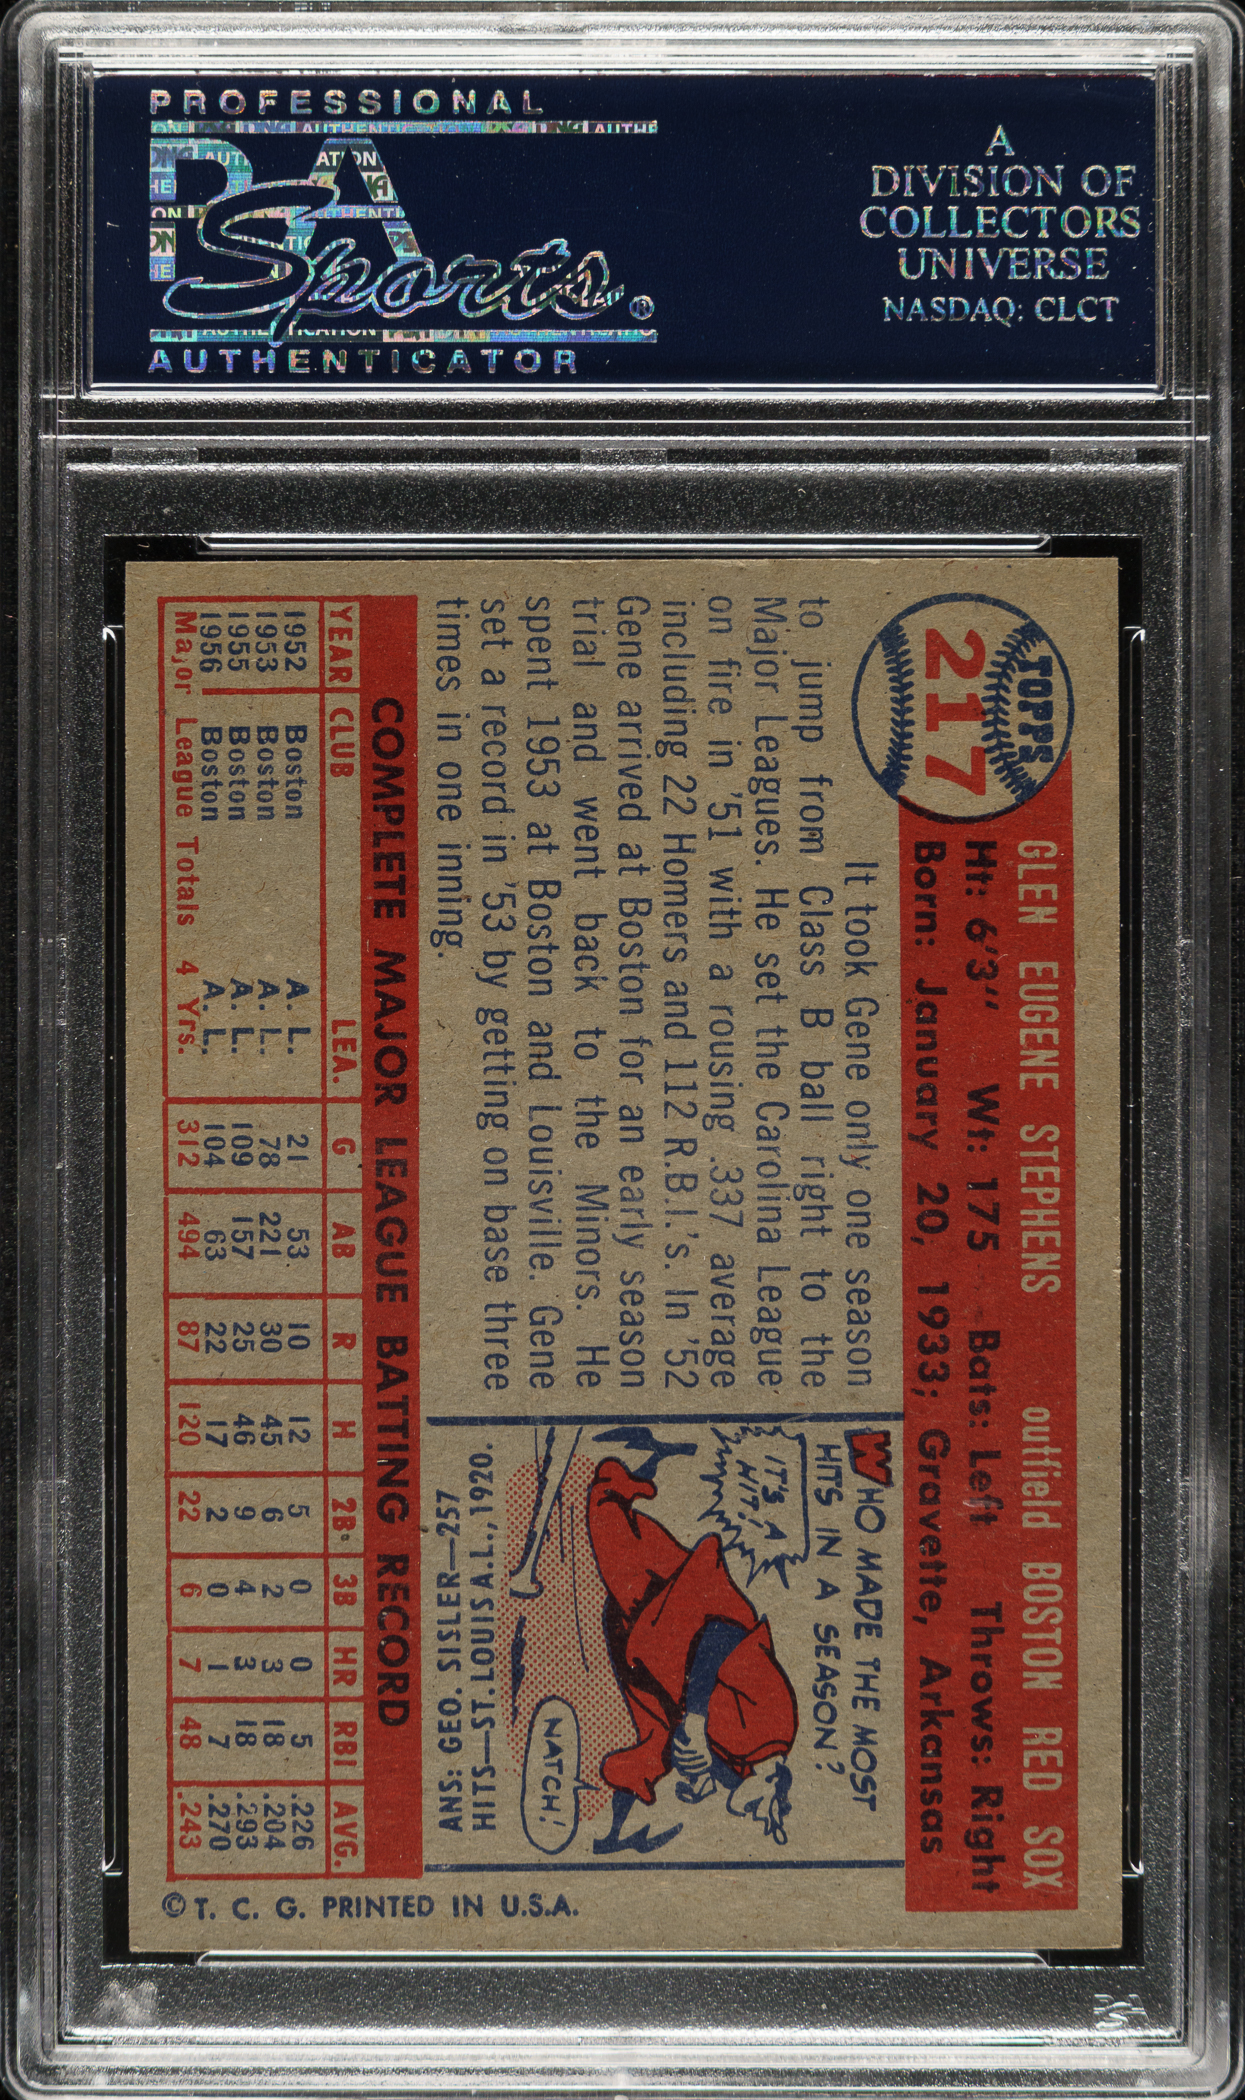 PROFESSIONAL
PSA
Sports®
AUTHENTICATOR
A
DIVISION OF
COLLECTORS
UNIVERSE
NASDAQ: CLCT
TOPPS
217
GLEN EUGENE STEPHENS outfield BOSTON RED SOX
Ht: 6'3" Wt: 175 Bats: Left Throws: Right
Born: January 20, 1933; Gravette, Arkansas
It took Gene only one season
to jump from Class B ball right to the
Major Leagues. He set the Carolina League
on fire in '51 with a rousing .337 average
including 22 Homers and 112 R.B.I.'s. In '52
Gene arrived at Boston for an early season
trial and went back to the Minors. He
spent 1953 at Boston and Louisville. Gene
set a record in '53 by getting on base three
times in one inning.
WHO MADE THE MOST
HITS IN A SEASON?
IT'S A
HIT!
NATCH!
ANS: GEO. SISLER—257
HITS—ST. LOUIS A.L., 1920.
COMPLETE MAJOR LEAGUE BATTING RECORD
YEAR CLUB LEA. G AB R H 2B. 3B HR RBI AVG.
1952 Boston A. L. 21 53 10 12 5 0 0 5 .226
1953 Boston A. L. 78 221 30 45 6 2 3 18 .204
1955 Boston A. L. 109 157 25 46 9 4 3 18 .293
1956 Boston A. L. 104 63 22 17 2 0 1 7 .270
Major League Totals 4 Yrs. 312 494 87 120 22 6 7 48 .243
© T. C. G. PRINTED IN U.S.A.
PSA